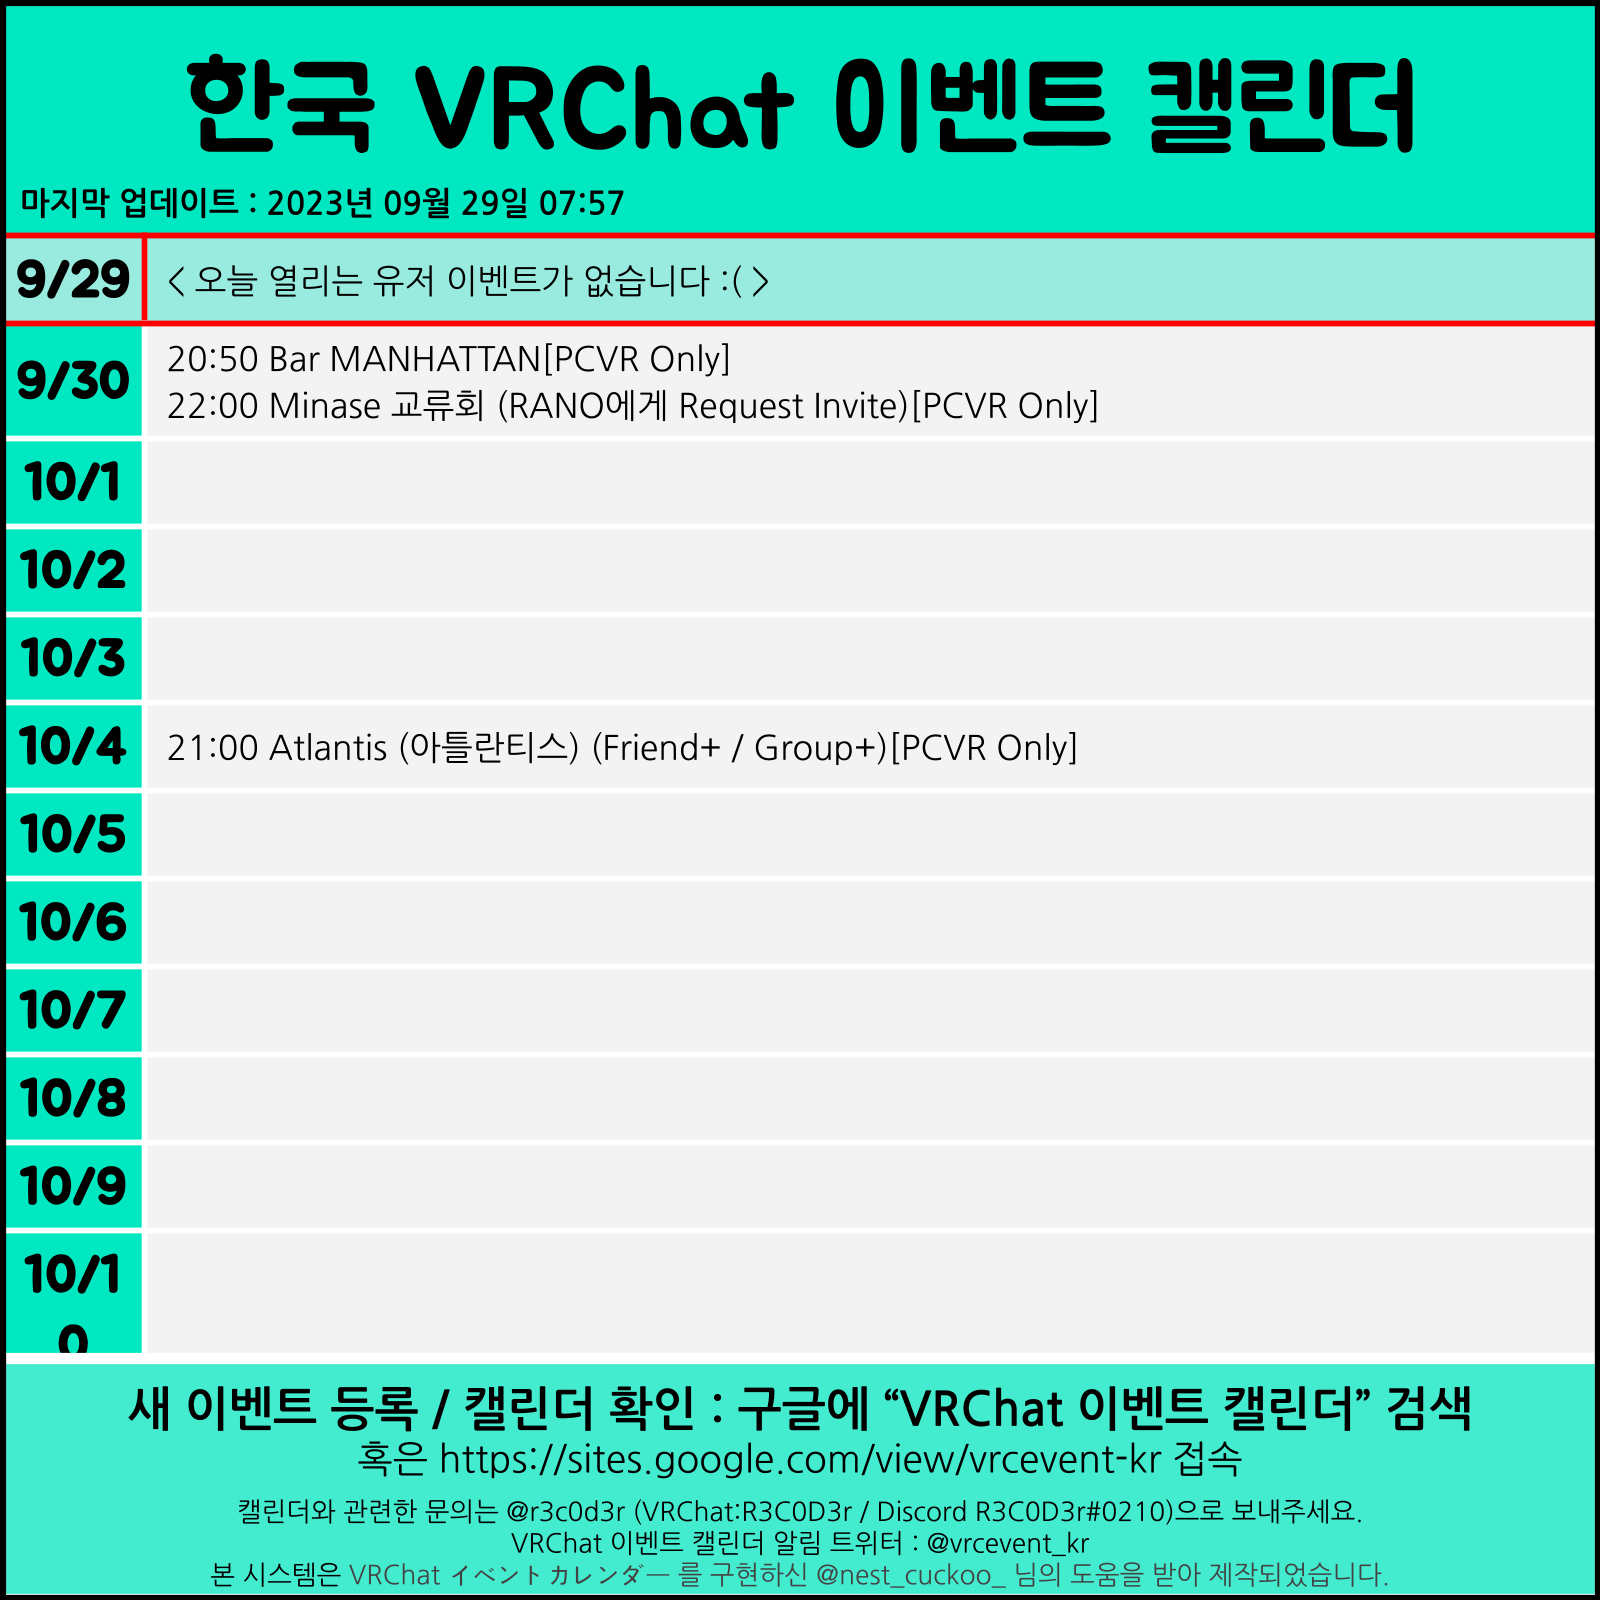 한국 VRChat 이벤트 캘린더
마지막 업데이트 : 2023년 09월 29일 07:57
9/29 < 오늘 열리는 유저 이벤트가 없습니다 :( >
9/30
20:50 Bar MANHATTAN[PCVR Only]
22:00 Minase 교류회 (RANO에게 Request Invite)[PCVR Only]
10/1
10/2
10/3
10/4 21:00 Atlantis (아틀란티스) (Friend+ / Group+)[PCVR Only]
10/5
10/6
10/7
10/8
10/9
10/1
0
새 이벤트 등록 / 캘린더 확인 : 구글에 “VRChat 이벤트 캘린더” 검색
혹은 https://sites.google.com/view/vrcevent-kr 접속
캘린더와 관련한 문의는 @r3c0d3r (VRChat:R3C0D3r / Discord R3C0D3r#0210)으로 보내주세요.
VRChat 이벤트 캘린더 알림 트위터 : @vrcevent_kr
본 시스템은 VRChat イベントカレンダー 를 구현하신 @nest_cuckoo_ 님의 도움을 받아 제작되었습니다.